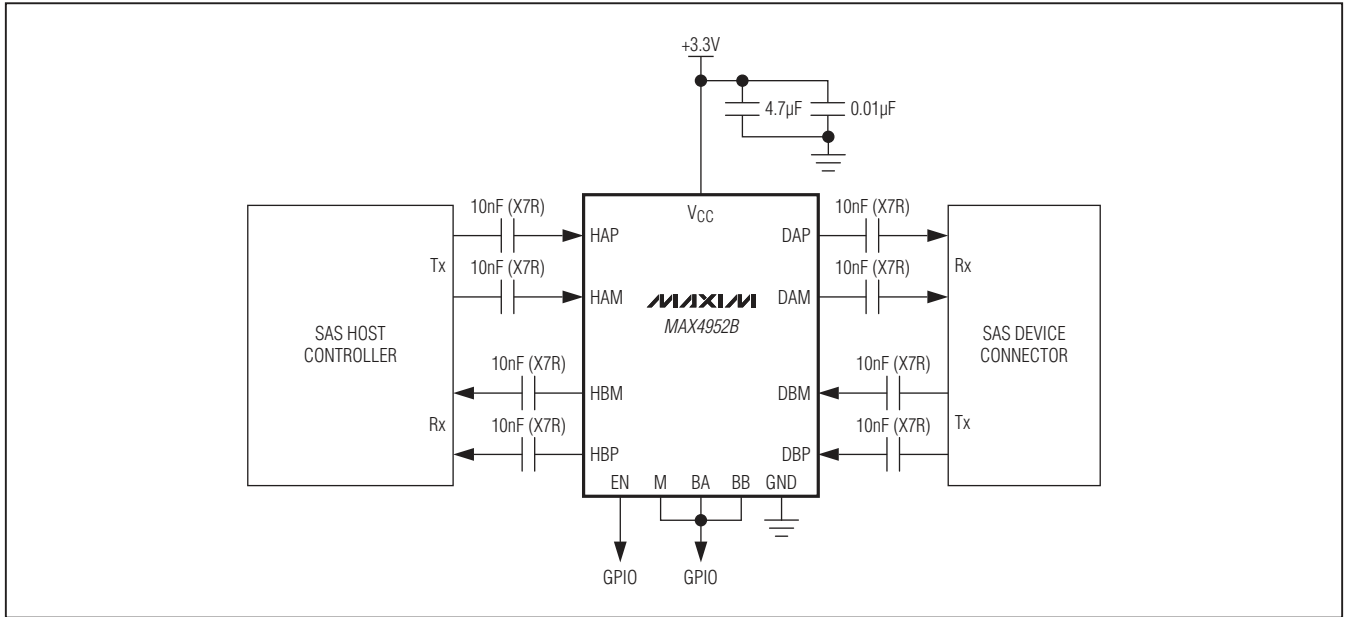 +3.3V
4.7µF
0.01µF
VCC
10nF (X7R)
10nF (X7R)
HAP
DAP
Tx
Rx
10nF (X7R)
10nF (X7R)
HAM
DAM
MAXIM
MAX4952B
SAS HOST
CONTROLLER
SAS DEVICE
CONNECTOR
10nF (X7R)
10nF (X7R)
HBM
DBM
Rx
Tx
10nF (X7R)
10nF (X7R)
HBP
DBP
EN
M
BA
BB
GND
GPIO
GPIO